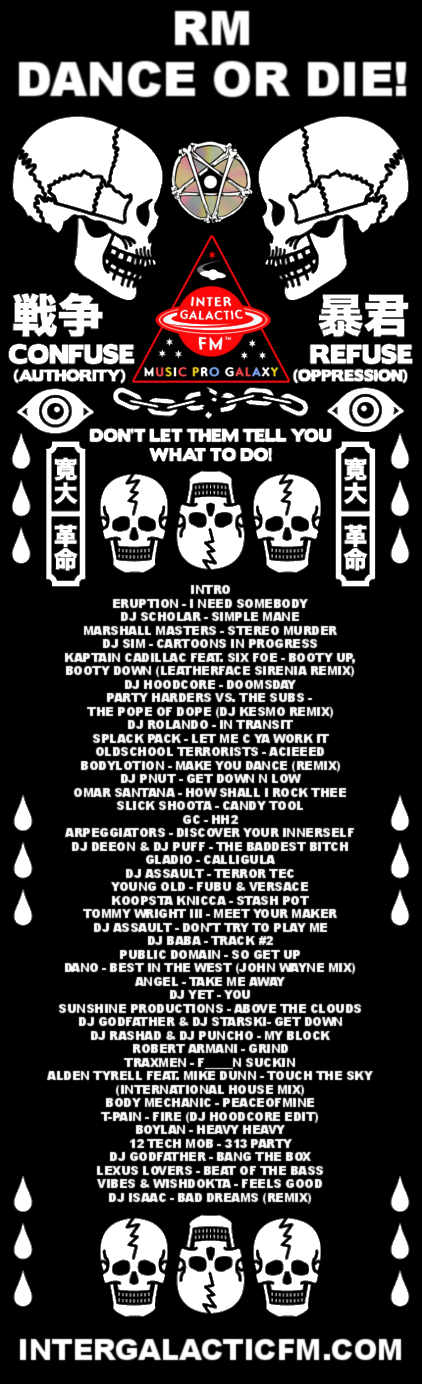 RM
DANCE OR DIE!
INTER
GALACTIC
FM™
MUSIC PRO GALAXY
戦争
暴君
CONFUSE
REFUSE
(AUTHORITY)
(OPPRESSION)
DON'T LET THEM TELL YOU
WHAT TO DO!
寛大
革命
寛大
革命
INTRO
ERUPTION - I NEED SOMEBODY
DJ SCHOLAR - SIMPLE MANE
MARSHALL MASTERS - STEREO MURDER
DJ SIM - CARTOONS IN PROGRESS
KAPTAIN CADILLAC FEAT. SIX FOE - BOOTY UP,
BOOTY DOWN (LEATHERFACE SIRENIA REMIX)
DJ HOODCORE - DOOMSDAY
PARTY HARDERS VS. THE SUBS -
THE POPE OF DOPE (DJ KESMO REMIX)
DJ ROLANDO - IN TRANSIT
SPLACK PACK - LET ME C YA WORK IT
OLDSCHOOL TERRORISTS - ACIEEED
BODYLOTION - MAKE YOU DANCE (REMIX)
DJ PNUT - GET DOWN N LOW
OMAR SANTANA - HOW SHALL I ROCK THEE
SLICK SHOOTA - CANDY TOOL
GC - HH2
ARPEGGIATORS - DISCOVER YOUR INNERSELF
DJ DEEON & DJ PUFF - THE BADDEST BITCH
GLADIO - CALLIGULA
DJ ASSAULT - TERROR TEC
YOUNG OLD - FUBU & VERSACE
KOOPSTA KNICCA - STASH POT
TOMMY WRIGHT III - MEET YOUR MAKER
DJ ASSAULT - DON'T TRY TO PLAY ME
DJ BABA - TRACK #2
PUBLIC DOMAIN - SO GET UP
DANO - BEST IN THE WEST (JOHN WAYNE MIX)
ANGEL - TAKE ME AWAY
DJ YET - YOU
SUNSHINE PRODUCTIONS - ABOVE THE CLOUDS
DJ GODFATHER & DJ STARSKI- GET DOWN
DJ RASHAD & DJ PUNCHO - MY BLOCK
ROBERT ARMANI - GRIND
TRAXMEN - F____N SUCKIN
ALDEN TYRELL FEAT. MIKE DUNN - TOUCH THE SKY
(INTERNATIONAL HOUSE MIX)
BODY MECHANIC - PEACEOFMINE
T-PAIN - FIRE (DJ HOODCORE EDIT)
BOYLAN - HEAVY HEAVY
12 TECH MOB - 313 PARTY
DJ GODFATHER - BANG THE BOX
LEXUS LOVERS - BEAT OF THE BASS
VIBES & WISHDOKTA - FEELS GOOD
DJ ISAAC - BAD DREAMS (REMIX)
INTERGALACTICFM.COM